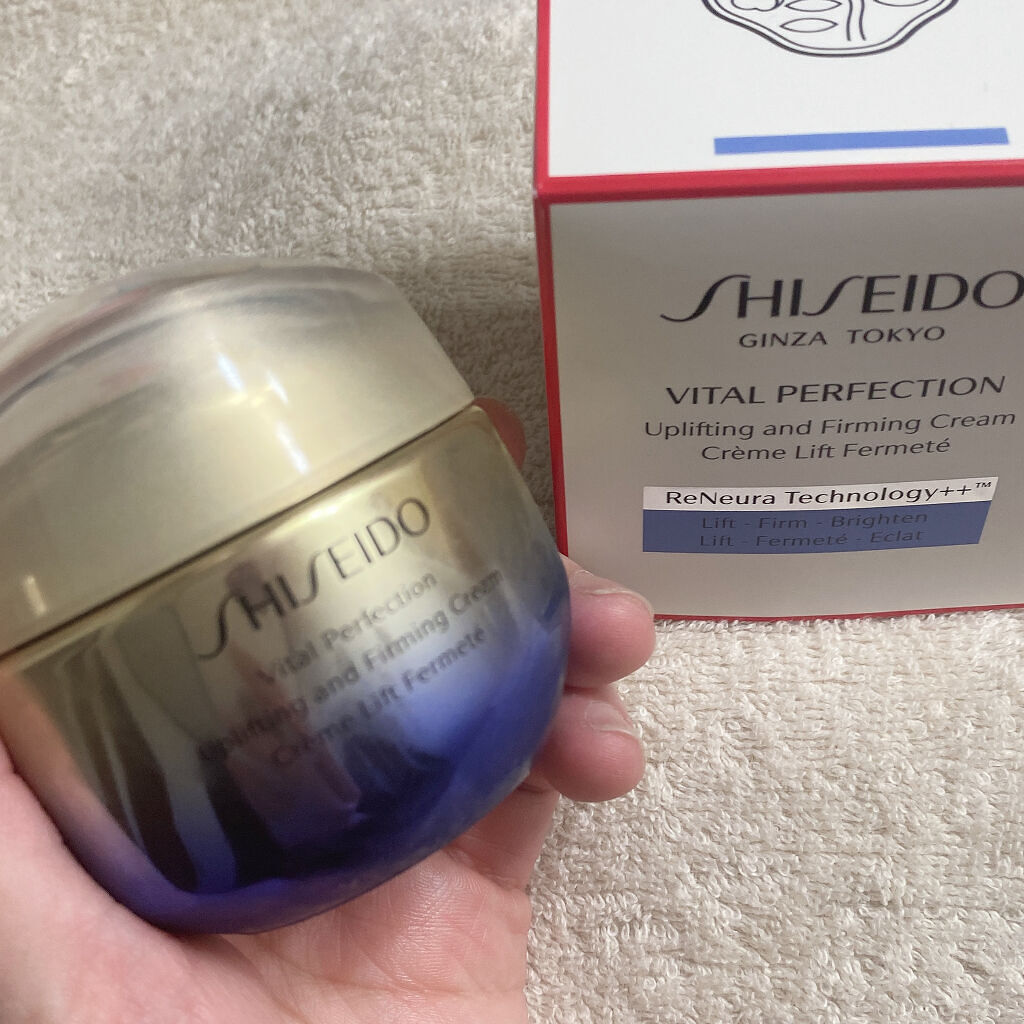 SHISEIDO
GINZA TOKYO
VITAL PERFECTION
Uplifting and Firming Cream
Crème Lift Fermeté
ReNeura Technology++™
Lift - Firm - Brighten
Lift - Fermeté - Eclat
SHISEIDO
Vital Perfection
Uplifting and Firming Cream
Crème Lift Fermeté